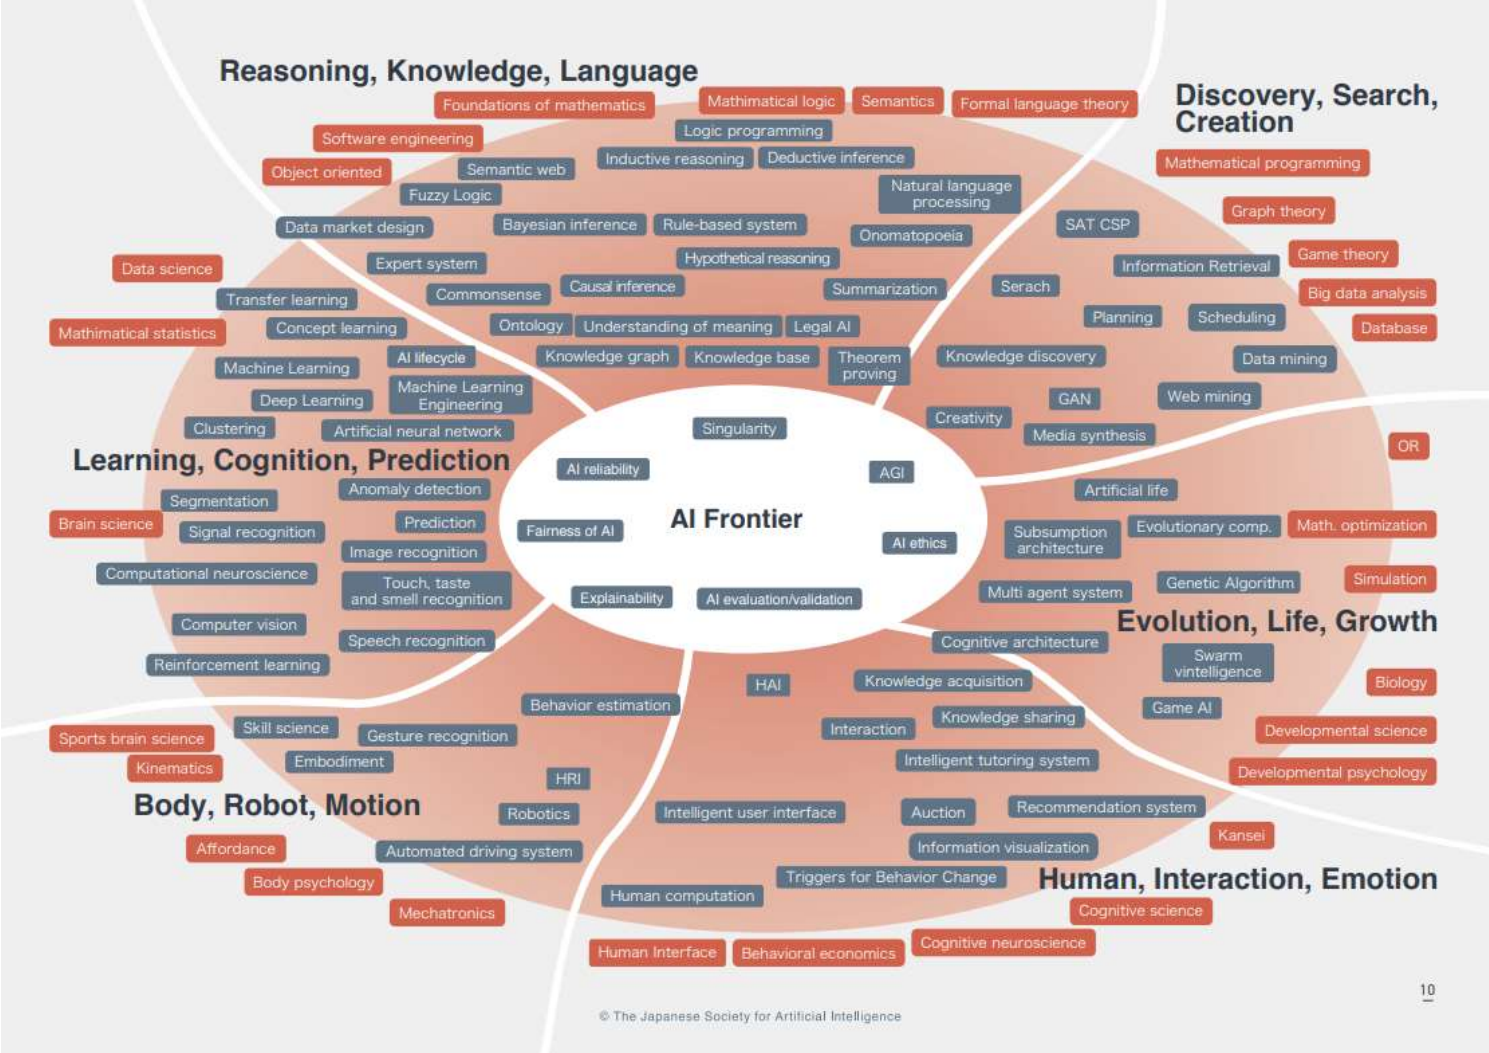 Reasoning, Knowledge, Language
Foundations of mathematics
Mathimatical logic
Semantics
Formal language theory
Software engineering
Logic programming
Object oriented
Semantic web
Inductive reasoning
Deductive inference
Fuzzy Logic
Natural language
processing
Data market design
Bayesian inference
Rule-based system
Onomatopoeia
Expert system
Hypothetical reasoning
Commonsense
Causal inference
Summarization
Ontology
Understanding of meaning
Legal AI
Knowledge graph
Knowledge base
Theorem
proving
Discovery, Search,
Creation
Mathematical programming
Graph theory
SAT CSP
Game theory
Information Retrieval
Serach
Big data analysis
Planning
Scheduling
Database
Knowledge discovery
Data mining
GAN
Web mining
Creativity
Media synthesis
Data science
Transfer learning
Mathimatical statistics
Concept learning
AI lifecycle
Machine Learning
Machine Learning
Engineering
Deep Learning
Clustering
Artificial neural network
Learning, Cognition, Prediction
Anomaly detection
Segmentation
Brain science
Signal recognition
Prediction
Image recognition
Computational neuroscience
Touch, taste
and smell recognition
Computer vision
Speech recognition
Reinforcement learning
Singularity
AI reliability
AGI
AI Frontier
Fairness of AI
AI ethics
Explainability
AI evaluation/validation
OR
Artificial life
Subsumption
architecture
Evolutionary comp.
Math. optimization
Multi agent system
Genetic Algorithm
Simulation
Evolution, Life, Growth
Cognitive architecture
Swarm
vintelligence
Biology
Game AI
Developmental science
Developmental psychology
Behavior estimation
Skill science
Gesture recognition
Sports brain science
Embodiment
Kinematics
HRI
Body, Robot, Motion
Robotics
Affordance
Automated driving system
Body psychology
Mechatronics
HAI
Knowledge acquisition
Interaction
Knowledge sharing
Intelligent tutoring system
Intelligent user interface
Auction
Recommendation system
Kansei
Information visualization
Triggers for Behavior Change
Human, Interaction, Emotion
Human computation
Cognitive science
Human Interface
Behavioral economics
Cognitive neuroscience
10
© The Japanese Society for Artificial Intelligence